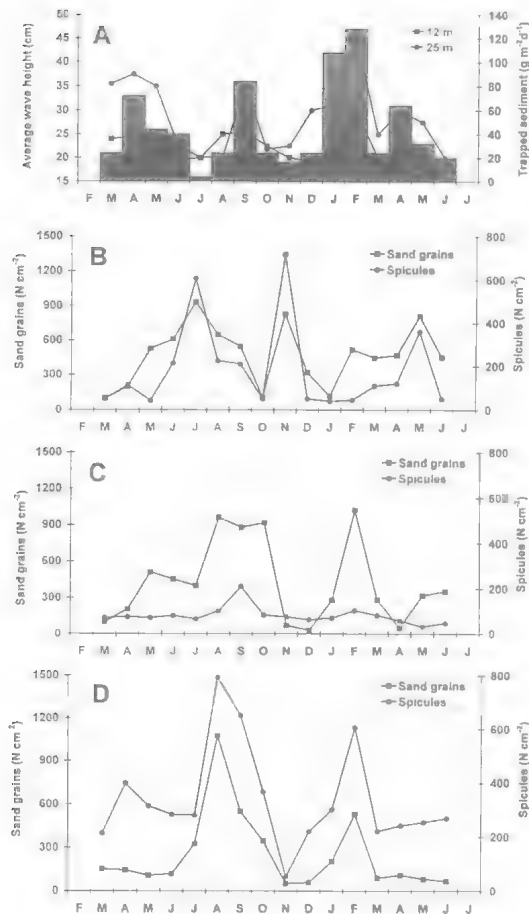 A
Average wave height (cm)
50
45
40
35
30
25
20
15
12 m
25 m
140
120
100
80
60
40
20
0
Trapped sediment (g m⁻²d⁻¹)
F M A M J J A S O N D J F M A M J J
B
Sand grains (N cm⁻²)
1500
1200
900
600
300
0
Sand grains
Spicules
800
600
400
200
0
Spicules (N cm⁻²)
F M A M J J A S O N D J F M A M J J
C
Sand grains (N cm⁻²)
1500
1200
900
600
300
0
Sand grains
Spicules
800
600
400
200
0
Spicules (N cm⁻²)
F M A M J J A S O N D J F M A M J J
D
Sand grains (N cm²)
1500
1200
900
600
300
0
Sand grains
Spicules
800
600
400
200
0
Spicules (N cm⁻²)
F M A M J J A S O N D J F M A M J J